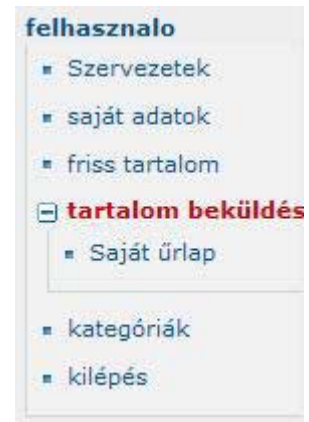 felhasznalo
Szervezetek
saját adatok
friss tartalom
tartalom beküldés
Saját űrlap
kategóriák
kilépés